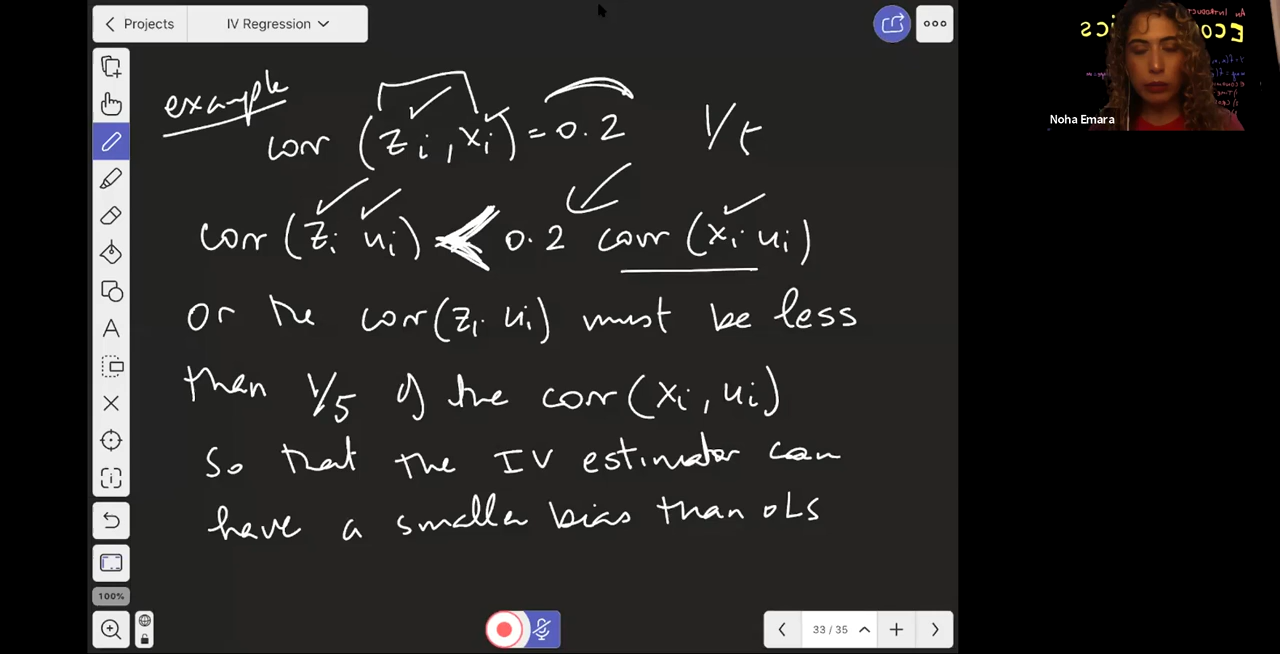 Projects
IV Regression
example
corr (zi, xi) = 0.2 1/5
corr (zi ui) < 0.2 corr (xi ui)
or the corr(zi ui) must be less
then 1/5 of the corr(xi, ui)
So that the IV estimator can
have a smaller bias than OLS
A
100%
33 / 35
An
Noha Emara